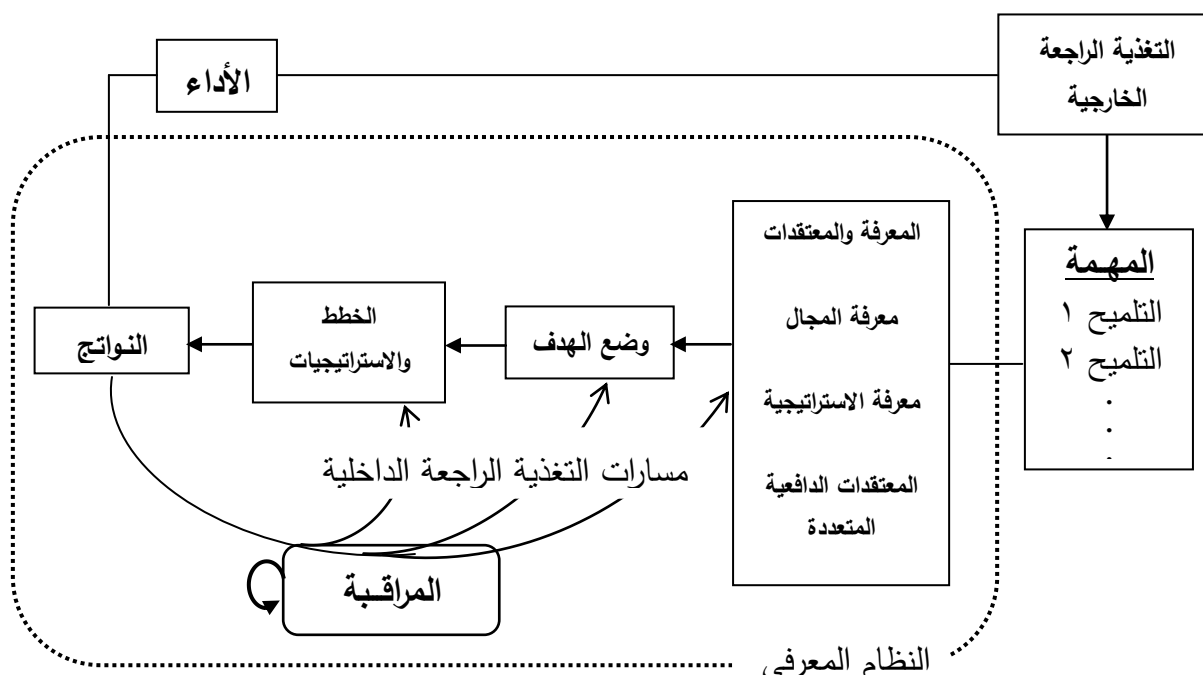 التغذية الراجعة
الخارجية
الأداء
المهمة
التلميح ١
التلميح ٢
.
.
.
المعرفة والمعتقدات
معرفة المجال
معرفة الاستراتيجية
المعتقدات الدافعية
المتعددة
وضع الهدف
الخطط
والاستراتيجيات
النواتج
مسارات التغذية الراجعة الداخلية
المراقبة
النظام المعرفي